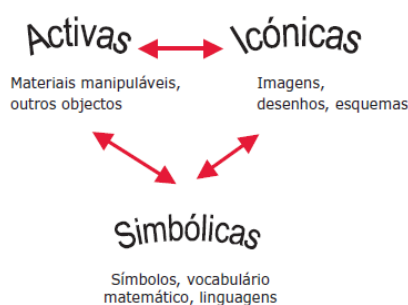 Activas
Icónicas
Materiais manipuláveis,
outros objectos
Imagens,
desenhos, esquemas
Simbólicas
Símbolos, vocabulário
matemático, linguagens